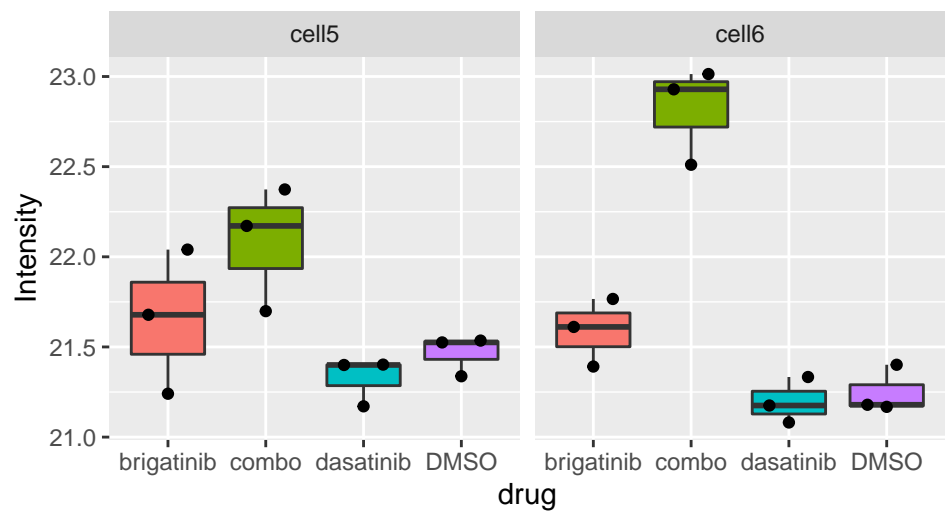 cell5 cell6
23.0
22.5
22.0
21.5
21.0
Intensity
brigatinib combo dasatinib DMSO brigatinib combo dasatinib DMSO
drug